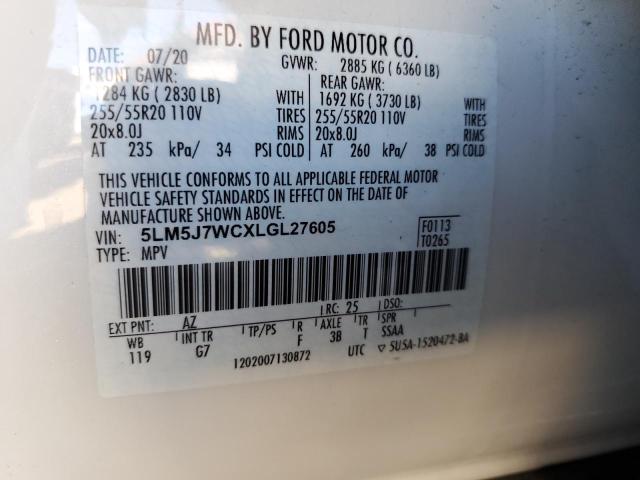 MFD. BY FORD MOTOR CO.
DATE: 07/20 GVWR: 2885 KG ( 6360 LB)
FRONT GAWR: REAR GAWR:
1284 KG ( 2830 LB) WITH 1692 KG ( 3730 LB) WITH
255/55R20 110V TIRES 255/55R20 110V TIRES
20x8.0J RIMS 20x8.0J RIMS
AT 235 kPa/ 34 PSI COLD AT 260 kPa/ 38 PSI COLD
THIS VEHICLE CONFORMS TO ALL APPLICABLE FEDERAL MOTOR
VEHICLE SAFETY STANDARDS IN EFFECT ON THE DATE OF
MANUFACTURE SHOWN ABOVE.
VIN: 5LM5J7WCXLGL27605 F0113
TYPE: MPV T0265
EXT PNT: AZ RC: 25 DSO:
WB INT TR TP/PS R AXLE TR SPR
119 G7 F 3B T SSAA
1202007130872 UTC ▽ 5U5A-1520472-BA